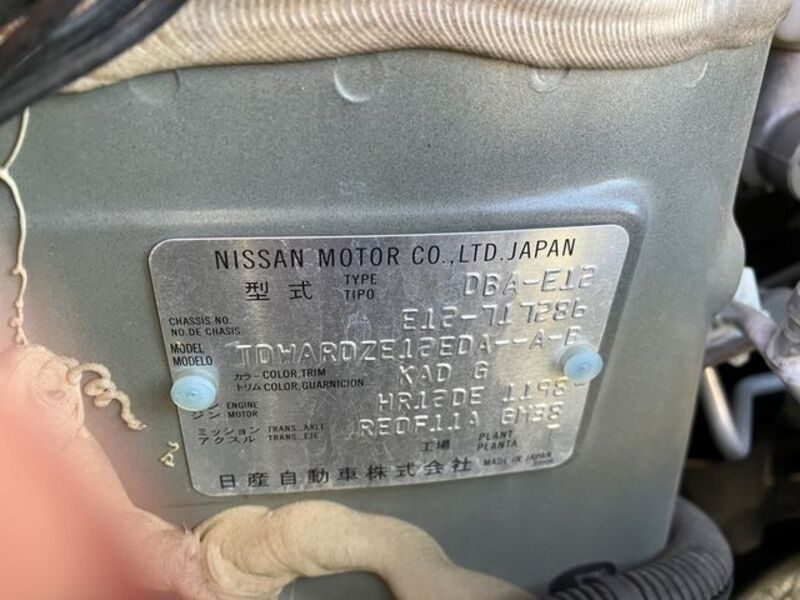 NISSAN MOTOR CO.,LTD.JAPAN
型式 TYPE TIPO DBA-E12
CHASSIS NO. NO.DE CHASIS E12-717286
MODEL MODELO TDWARDZE12EDA--A-B
カラー COLOR,TRIM トリム COLOR,GUARNICION KAD G
ジン ENGINE MOTOR HR12DE 1198
ミッション TRANS.,AXLE アクスル TRANS.,EJE RE0F11A GM38
工場 PLANT PLANTA
日産自動車株式会社 MADE IN JAPAN